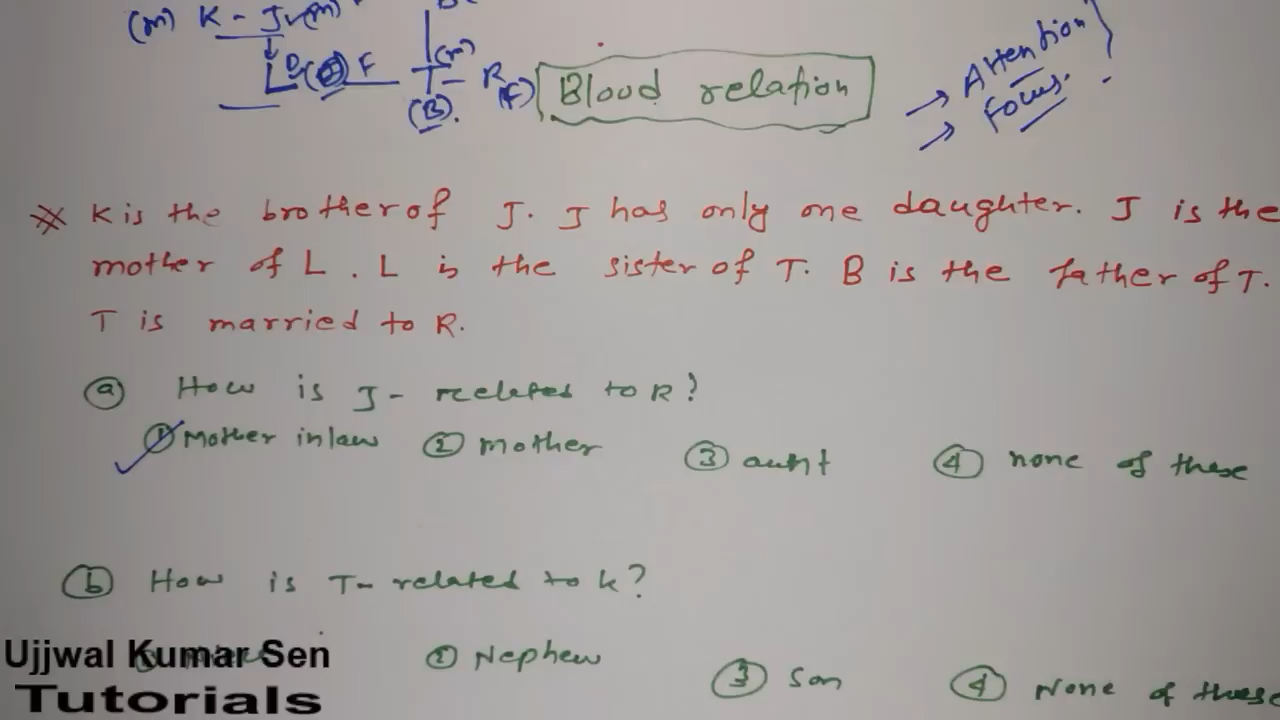 (m) K - J (m)
L F (m)
T - R (F)
(B).
Blood relation
→ Attention
→ Focus.
K is the brother of J. J has only one daughter. J is the
mother of L. L is the sister of T. B is the father of T.
T is married to R.
(a) How is J- related to R?
(1) Mother in law (2) mother (3) aunt (4) none of these
(b) How is T- related to K?
(2) Nephew (3) Son (4) None of these
Ujjwal Kumar Sen
Tutorials